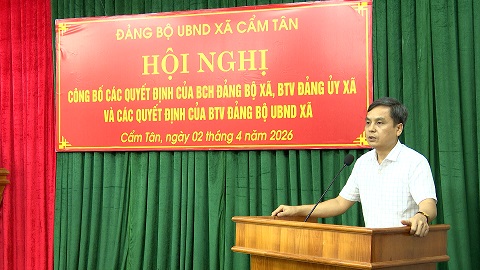 ĐẢNG BỘ UBND XÃ CẨM TÂN
HỘI NGHỊ
CÔNG BỐ CÁC QUYẾT ĐỊNH CỦA BCH ĐẢNG BỘ XÃ, BTV ĐẢNG ỦY XÃ
VÀ CÁC QUYẾT ĐỊNH CỦA BTV ĐẢNG BỘ UBND XÃ
Cẩm Tân, ngày 02 tháng 4 năm 2026